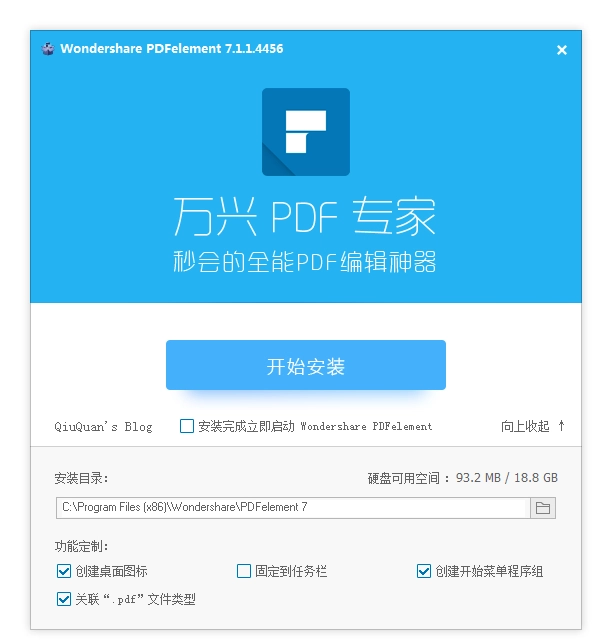 Wondershare PDFelement 7.1.1.4456
万兴 PDF 专家
秒会的全能PDF编辑神器
开始安装
QiuQuan's Blog 安装完成立即启动 Wondershare PDFelement 向上收起 ↑
安装目录: 硬盘可用空间 : 93.2 MB / 18.8 GB
C:\Program Files (x86)\Wondershare\PDFelement 7
功能定制:
创建桌面图标 固定到任务栏 创建开始菜单程序组
关联“.pdf”文件类型